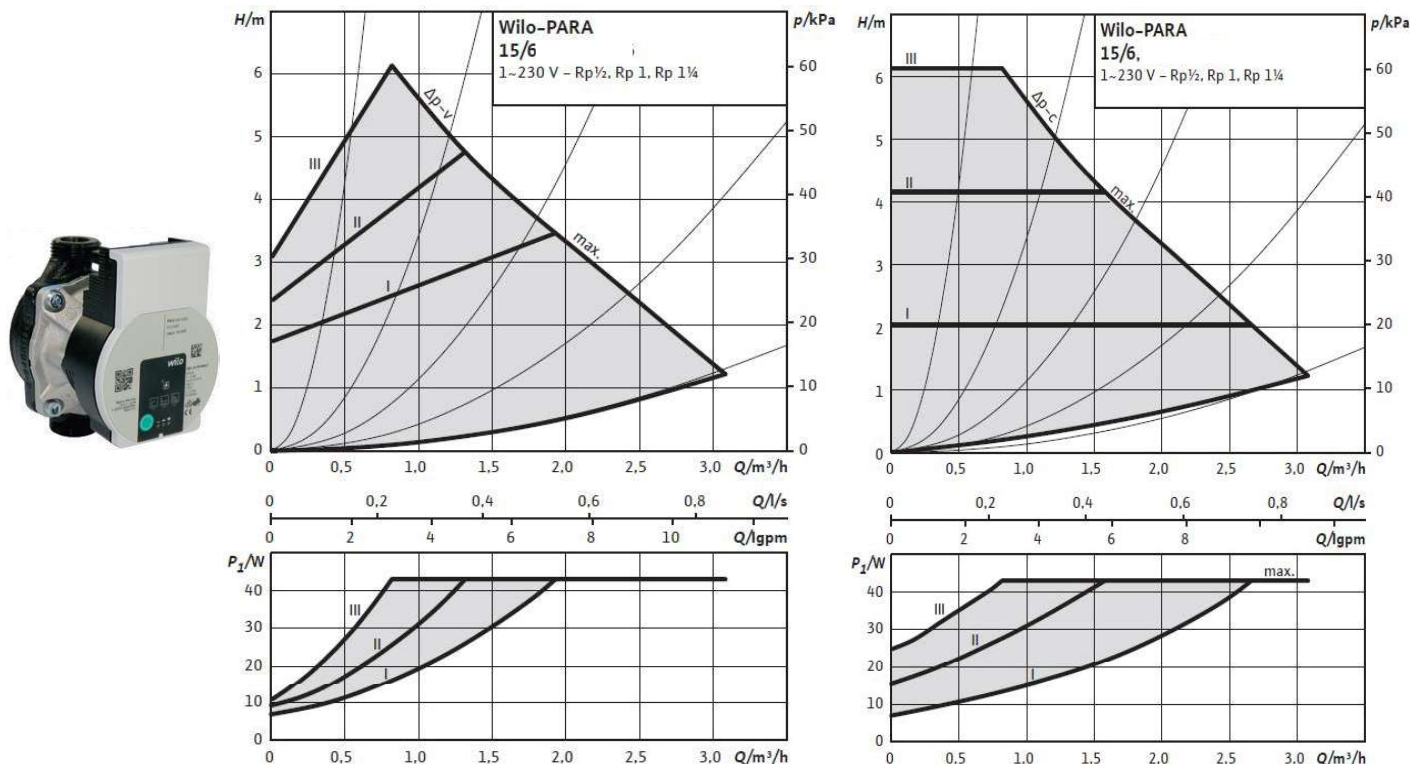 H/m
p/kPa
Wilo-PARA
15/6
1~230 V – Rp½, Rp 1, Rp 1¼
6
5
4
3
2
1
0
60
50
40
30
20
10
0
Δp-v
III
II
I
max.
0 0,5 1,0 1,5 2,0 2,5 3,0 Q/m³/h
0 0,2 0,4 0,6 0,8 Q/l/s
0 2 4 6 8 10 Q/Igpm
P₁/W
40
30
20
10
0
III
II
I
0 0,5 1,0 1,5 2,0 2,5 3,0 Q/m³/h
H/m
p/kPa
Wilo-PARA
15/6,
1~230 V – Rp½, Rp 1, Rp 1¼
6
5
4
3
2
1
0
60
50
40
30
20
10
0
Δp-c
III
II
I
max.
0 0,5 1,0 1,5 2,0 2,5 3,0 Q/m³/h
0 0,2 0,4 0,6 0,8 Q/l/s
0 2 4 6 8 Q/Igpm
P₁/W
40
30
20
10
0
III
II
I
max.
0 0,5 1,0 1,5 2,0 2,5 3,0 Q/m³/h
wilo